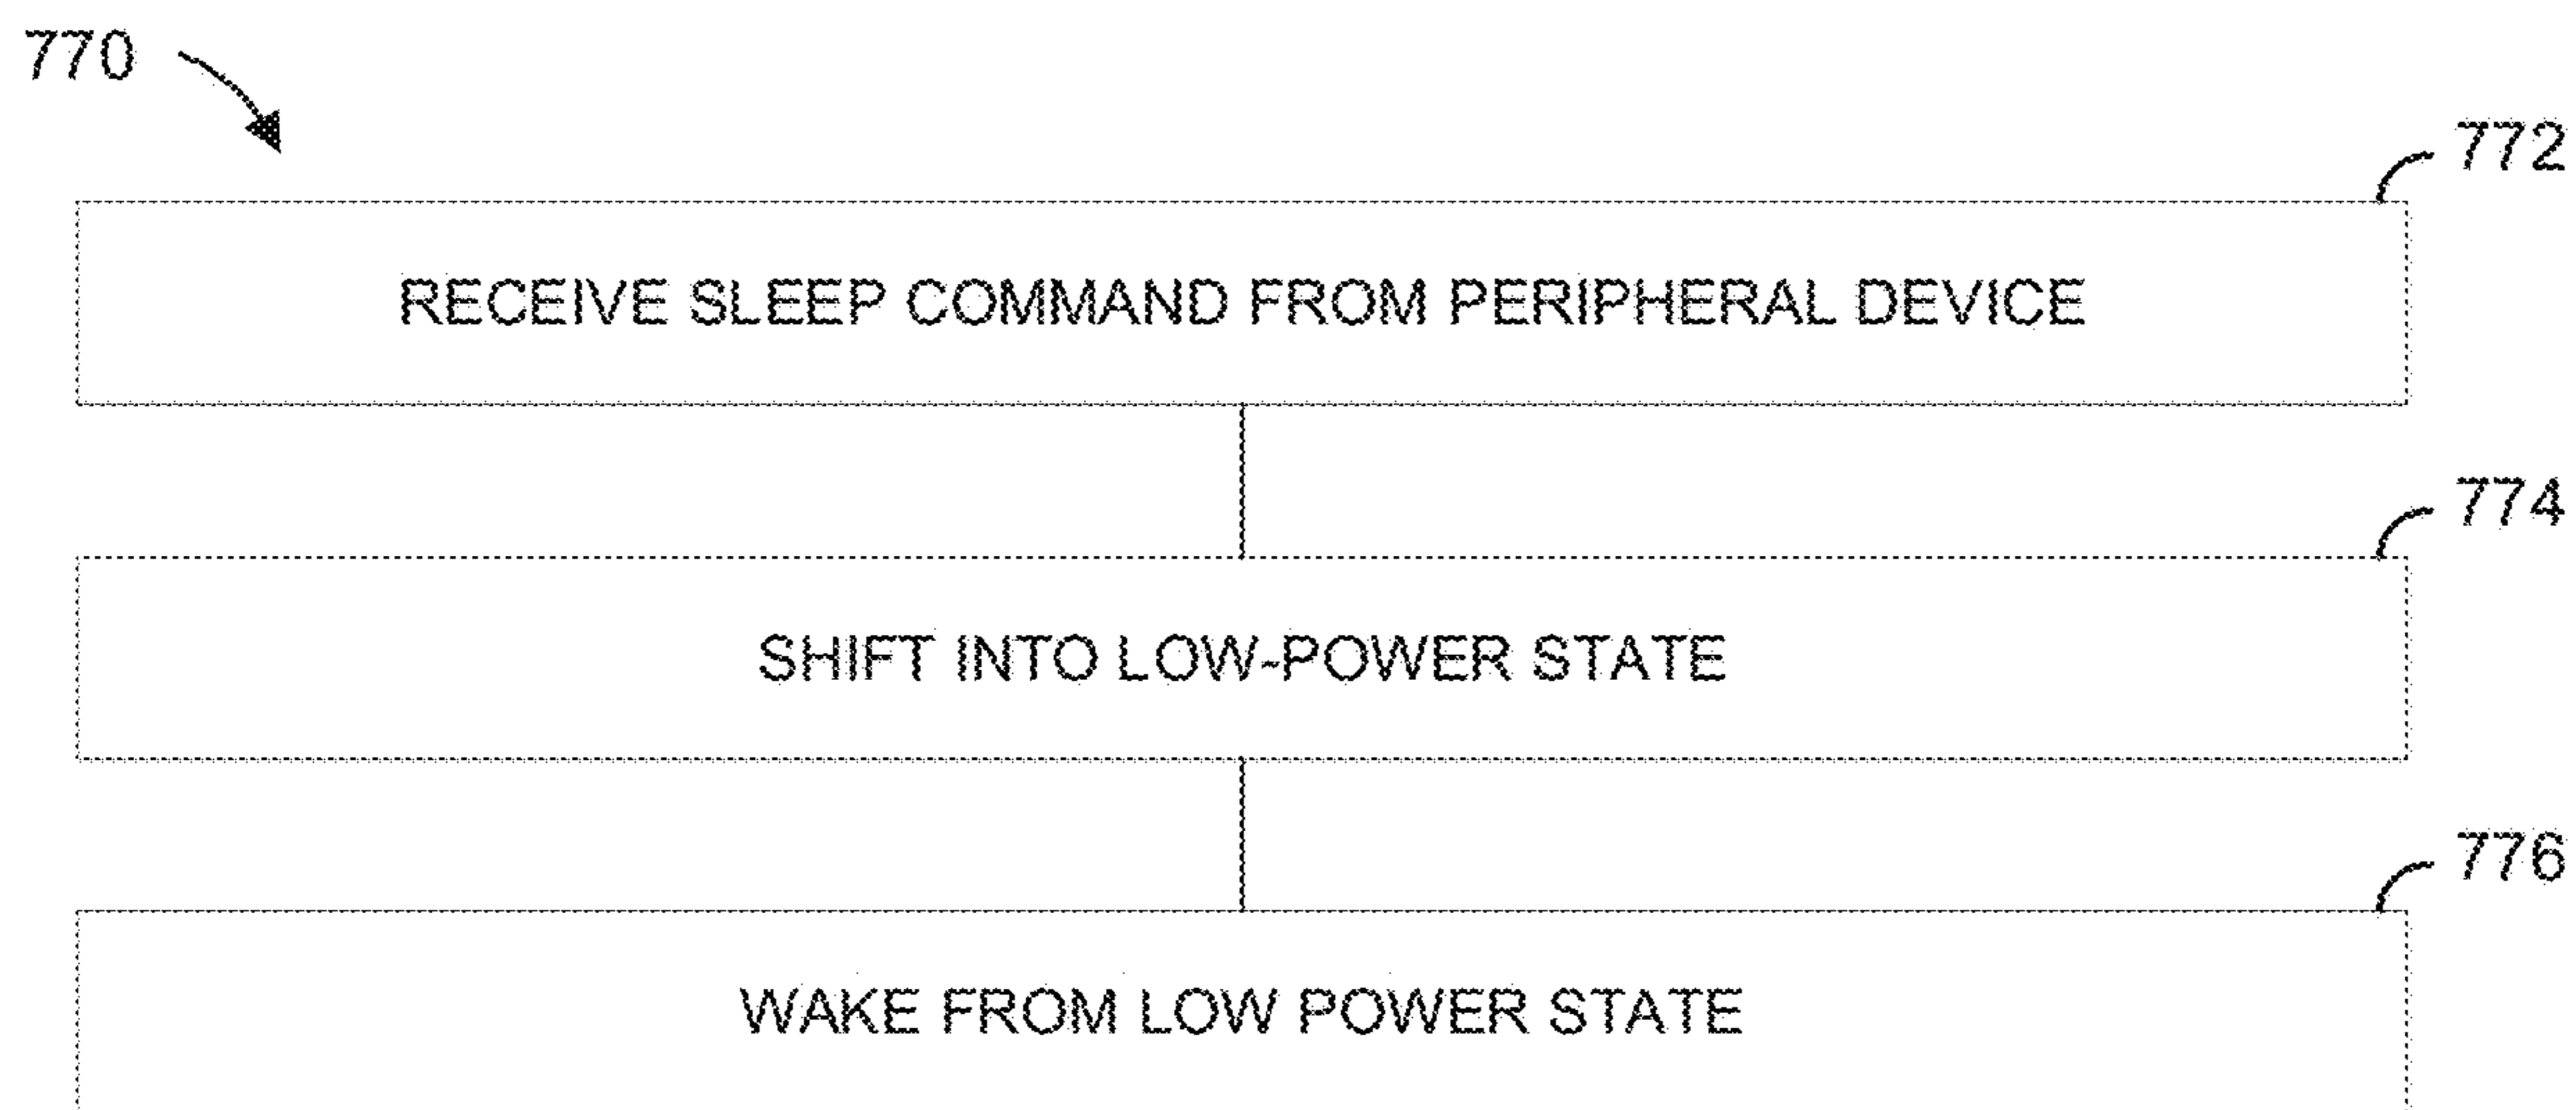 770
772
RECEIVE SLEEP COMMAND FROM PERIPHERAL DEVICE
774
SHIFT INTO LOW-POWER STATE
776
WAKE FROM LOW POWER STATE